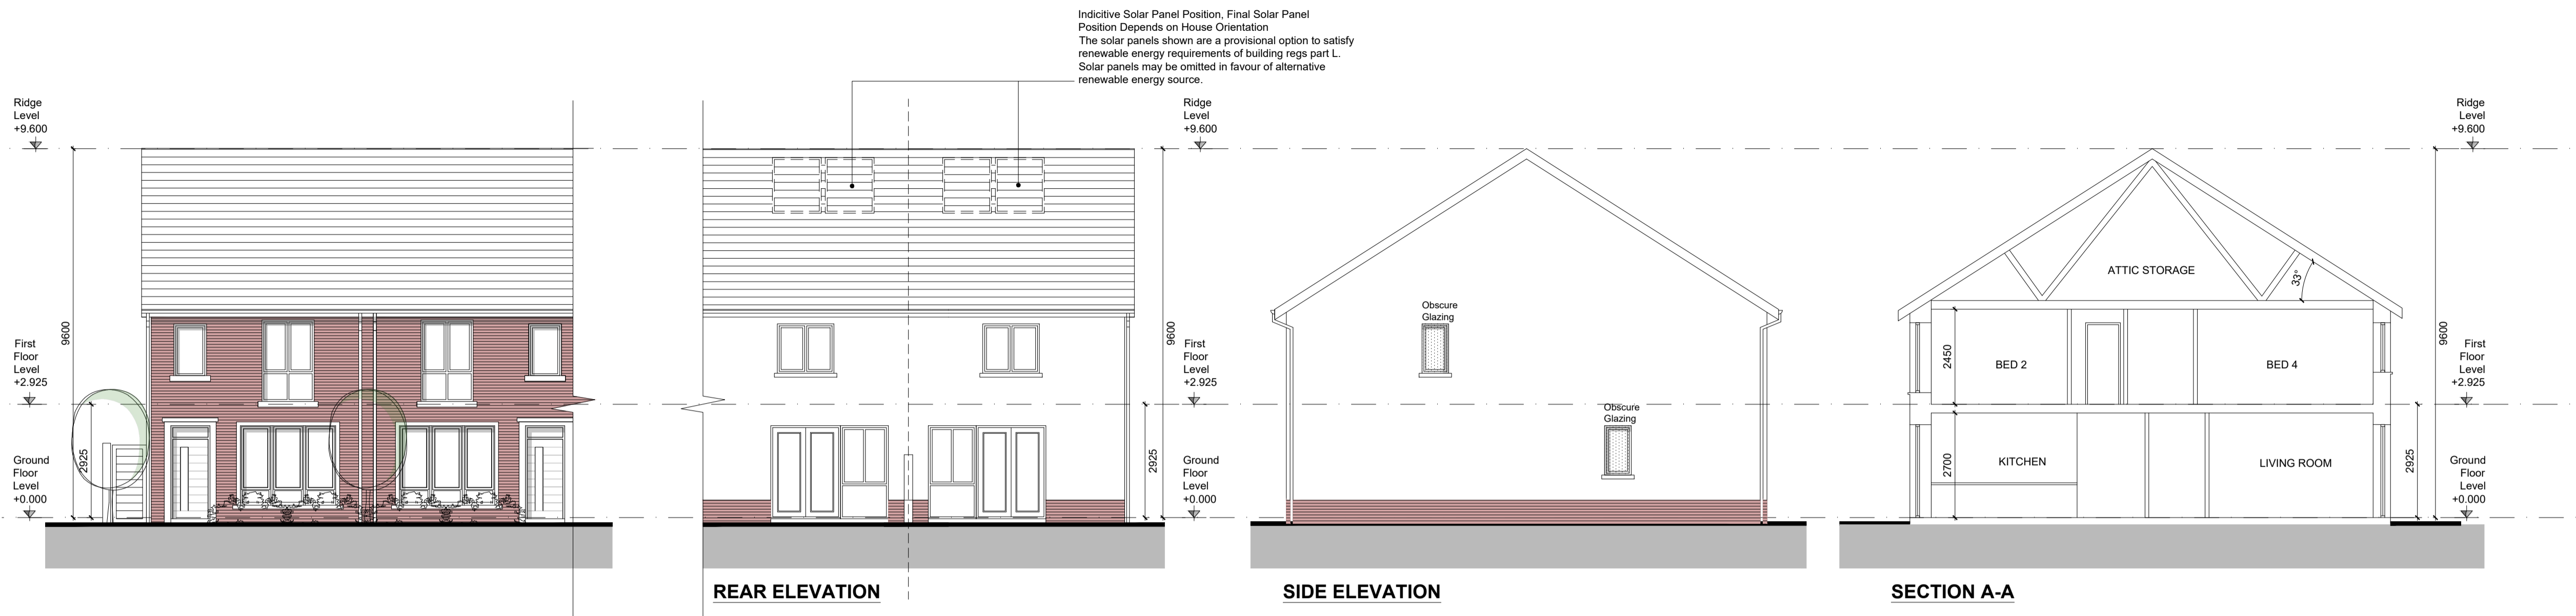 Indicitive Solar Panel Position, Final Solar Panel
Position Depends on House Orientation
The solar panels shown are a provisional option to satisfy
renewable energy requirements of building regs part L.
Solar panels may be omitted in favour of alternative
renewable energy source.
Ridge
Level
+9.600
9600
First
Floor
Level
+2.925
2925
Ground
Floor
Level
+0.000
Ridge
Level
+9.600
9600
First
Floor
Level
+2.925
2925
Ground
Floor
Level
+0.000
REAR ELEVATION
Obscure
Glazing
Obscure
Glazing
SIDE ELEVATION
ATTIC STORAGE
33°
2450
BED 2
BED 4
2700
KITCHEN
LIVING ROOM
Ridge
Level
+9.600
9600
First
Floor
Level
+2.925
2925
Ground
Floor
Level
+0.000
SECTION A-A